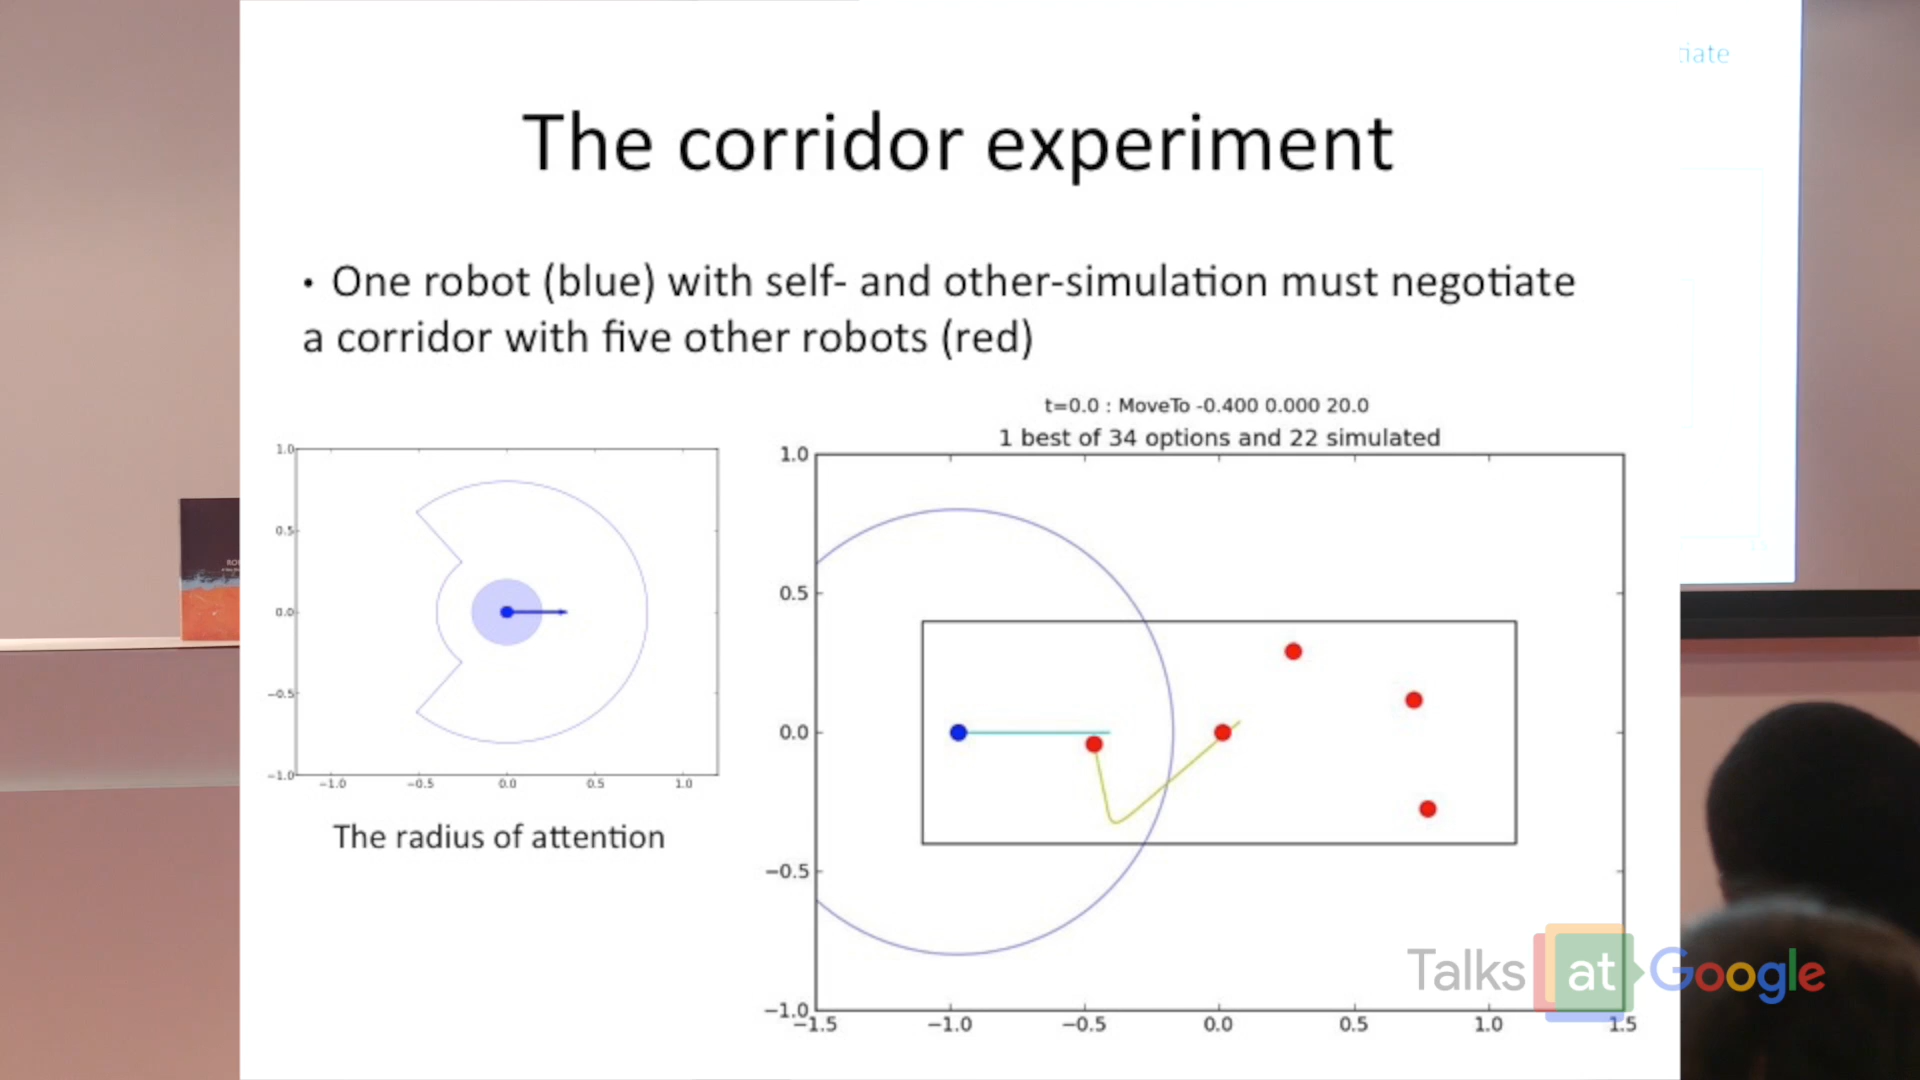 tiate
The corridor experiment
• One robot (blue) with self- and other-simulation must negotiate
a corridor with five other robots (red)
t=0.0 : MoveTo -0.400 0.000 20.0
1 best of 34 options and 22 simulated
1.0
0.5
0.0
−0.5
−1.0
−1.0 −0.5 0.0 0.5 1.0
The radius of attention
1.0
0.5
0.0
−0.5
−1.0
−1.5 −1.0 −0.5 0.0 0.5 1.0 1.5
Talks at Google